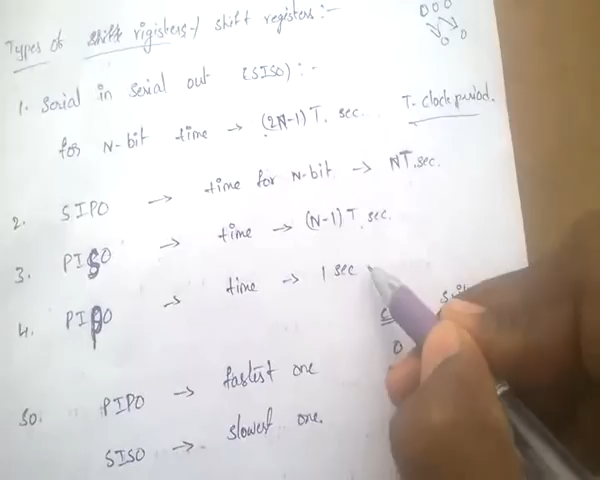 Types of shift registers :-
1. Serial in serial out (SISO) :-
for N-bit time → (2N-1) T. sec. T- clock period.
2. SIPO → time for N-bit → NT. sec.
3. PISO → time → (N-1) T. sec.
4. PIPO → time → 1 sec
So. PIPO → fastest one
SISO → slowest one.